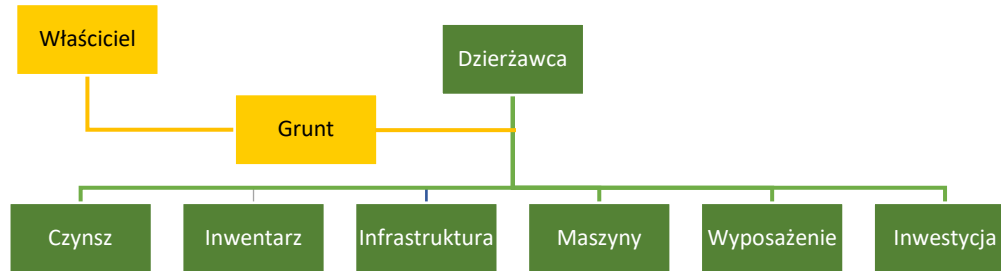 Właściciel
Dzierżawca
Grunt
Czynsz
Inwentarz
Infrastruktura
Maszyny
Wyposażenie
Inwestycja